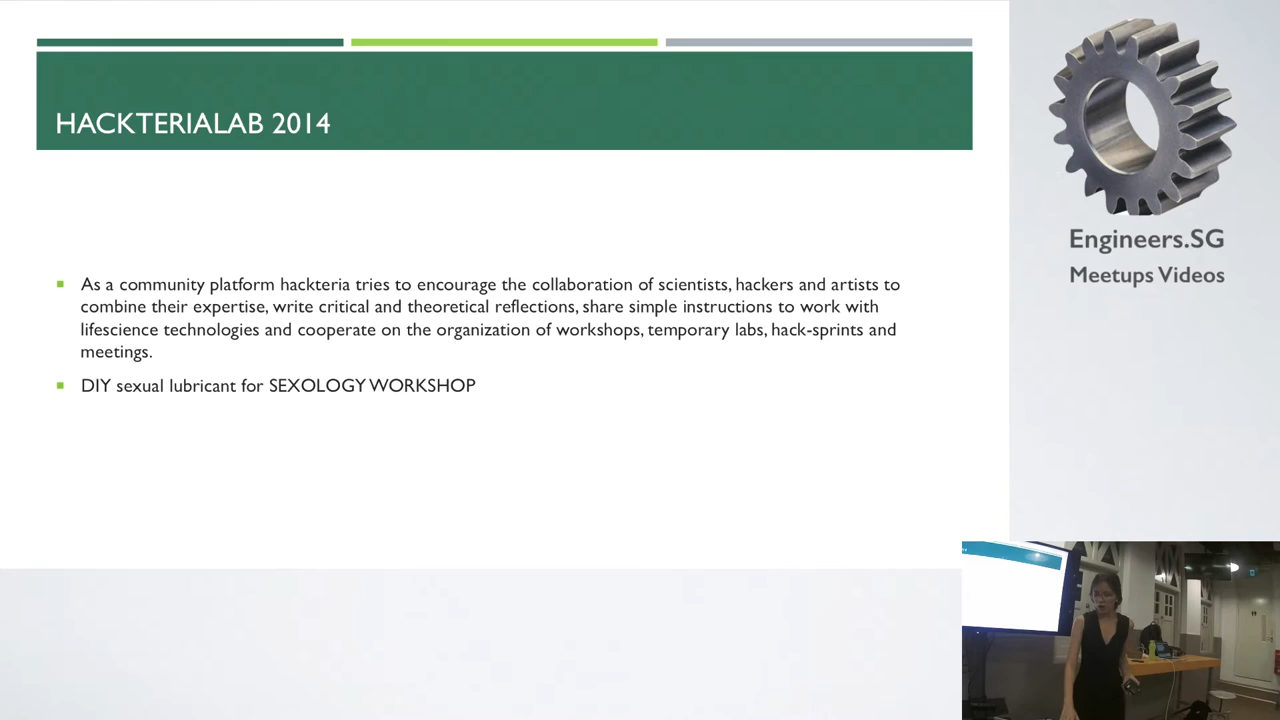 HACKTERIALAB 2014
As a community platform hackteria tries to encourage the collaboration of scientists, hackers and artists to
combine their expertise, write critical and theoretical reflections, share simple instructions to work with
lifescience technologies and cooperate on the organization of workshops, temporary labs, hack-sprints and
meetings.
DIY sexual lubricant for SEXOLOGY WORKSHOP
Engineers.SG
Meetups Videos